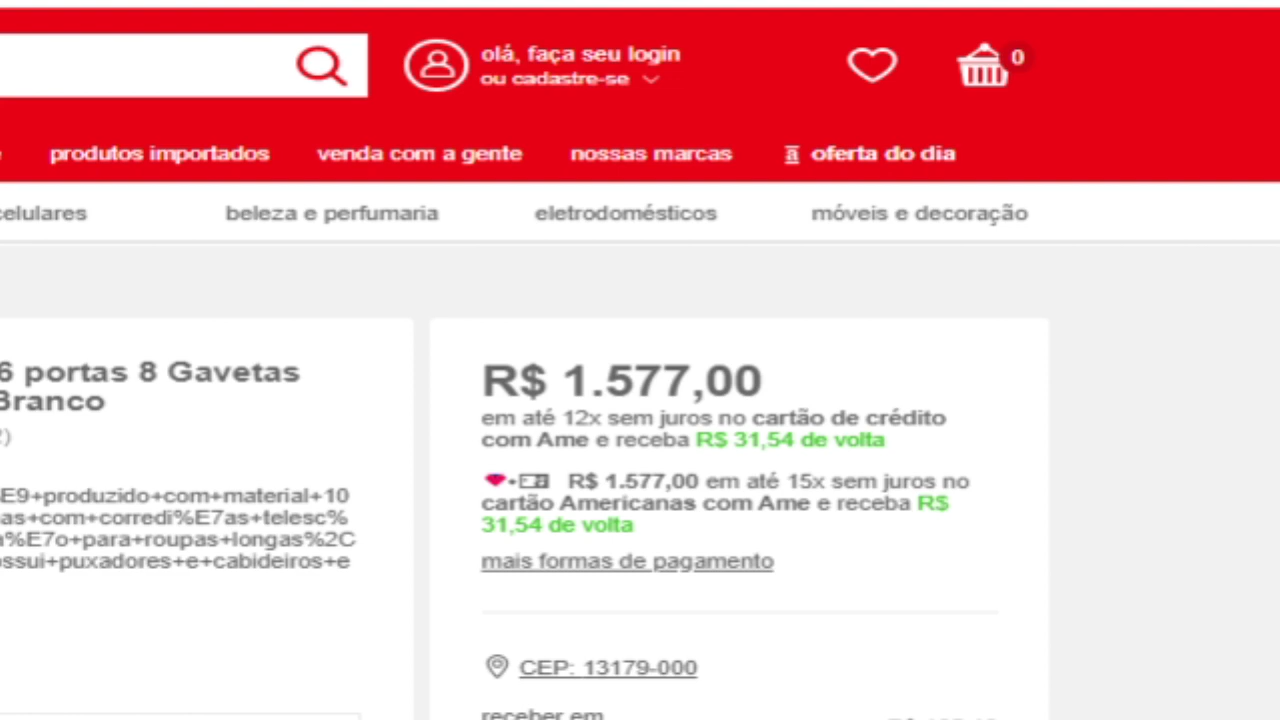 olá, faça seu login
ou cadastre-se
0
produtos importados
venda com a gente
nossas marcas
oferta do dia
celulares
beleza e perfumaria
eletrodomésticos
móveis e decoração
6 portas 8 Gavetas
Branco
E9+produzido+com+material+10
as+com+corredi%E7as+telesc%
%E7o+para+roupas+longas%2C
ssui+puxadores+e+cabideiros+e
R$ 1.577,00
em até 12x sem juros no cartão de crédito
com Ame e receba R$ 31,54 de volta
R$ 1.577,00 em até 15x sem juros no
cartão Americanas com Ame e receba R$
31,54 de volta
mais formas de pagamento
CEP: 13179-000
receber em